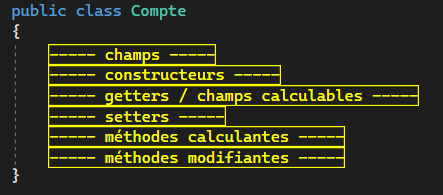 public class Compte
{
----- champs -----
----- constructeurs -----
----- getters / champs calculables -----
----- setters -----
----- méthodes calculantes -----
----- méthodes modifiantes -----
}